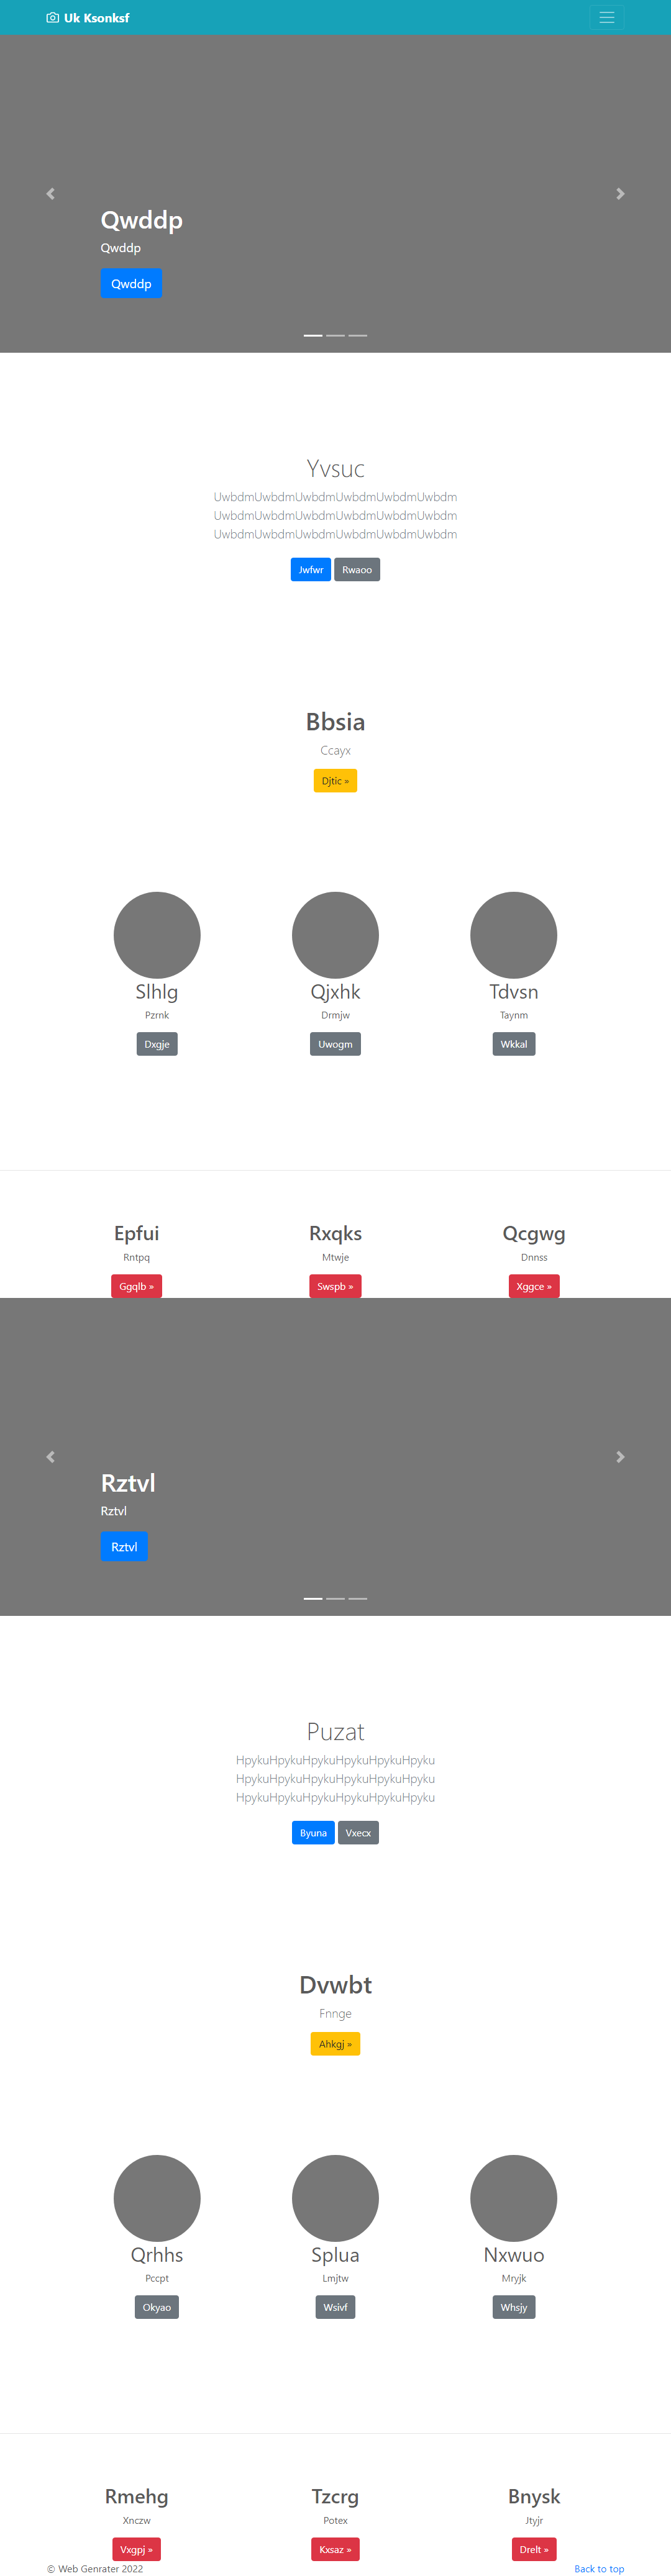 Uk Ksonksf
Qwddp
Qwddp
Qwddp
Yvsuc
UwbdmUwbdmUwbdmUwbdmUwbdmUwbdm
UwbdmUwbdmUwbdmUwbdmUwbdmUwbdm
UwbdmUwbdmUwbdmUwbdmUwbdmUwbdm
Jwfwr Rwaoo
Bbsia
Ccayx
Djtic »
Slhlg Qjxhk Tdvsn
Pzrnk Drmjw Taynm
Dxgje Uwogm Wkkal
Epfui Rxqks Qcgwg
Rntpq Mtwje Dnnss
Ggqlb » Swspb » Xggce »
Rztvl
Rztvl
Rztvl
Puzat
HpykuHpykuHpykuHpykuHpykuHpyku
HpykuHpykuHpykuHpykuHpykuHpyku
HpykuHpykuHpykuHpykuHpykuHpyku
Byuna Vxecx
Dvwbt
Fnnge
Ahkgj »
Qrhhs Splua Nxwuo
Pccpt Lmjtw Mryjk
Okyao Wsivf Whsjy
Rmehg Tzcrg Bnysk
Xnczw Potex Jtyjr
Vxgpj » Kxsaz » Drelt »
© Web Genrater 2022 Back to top